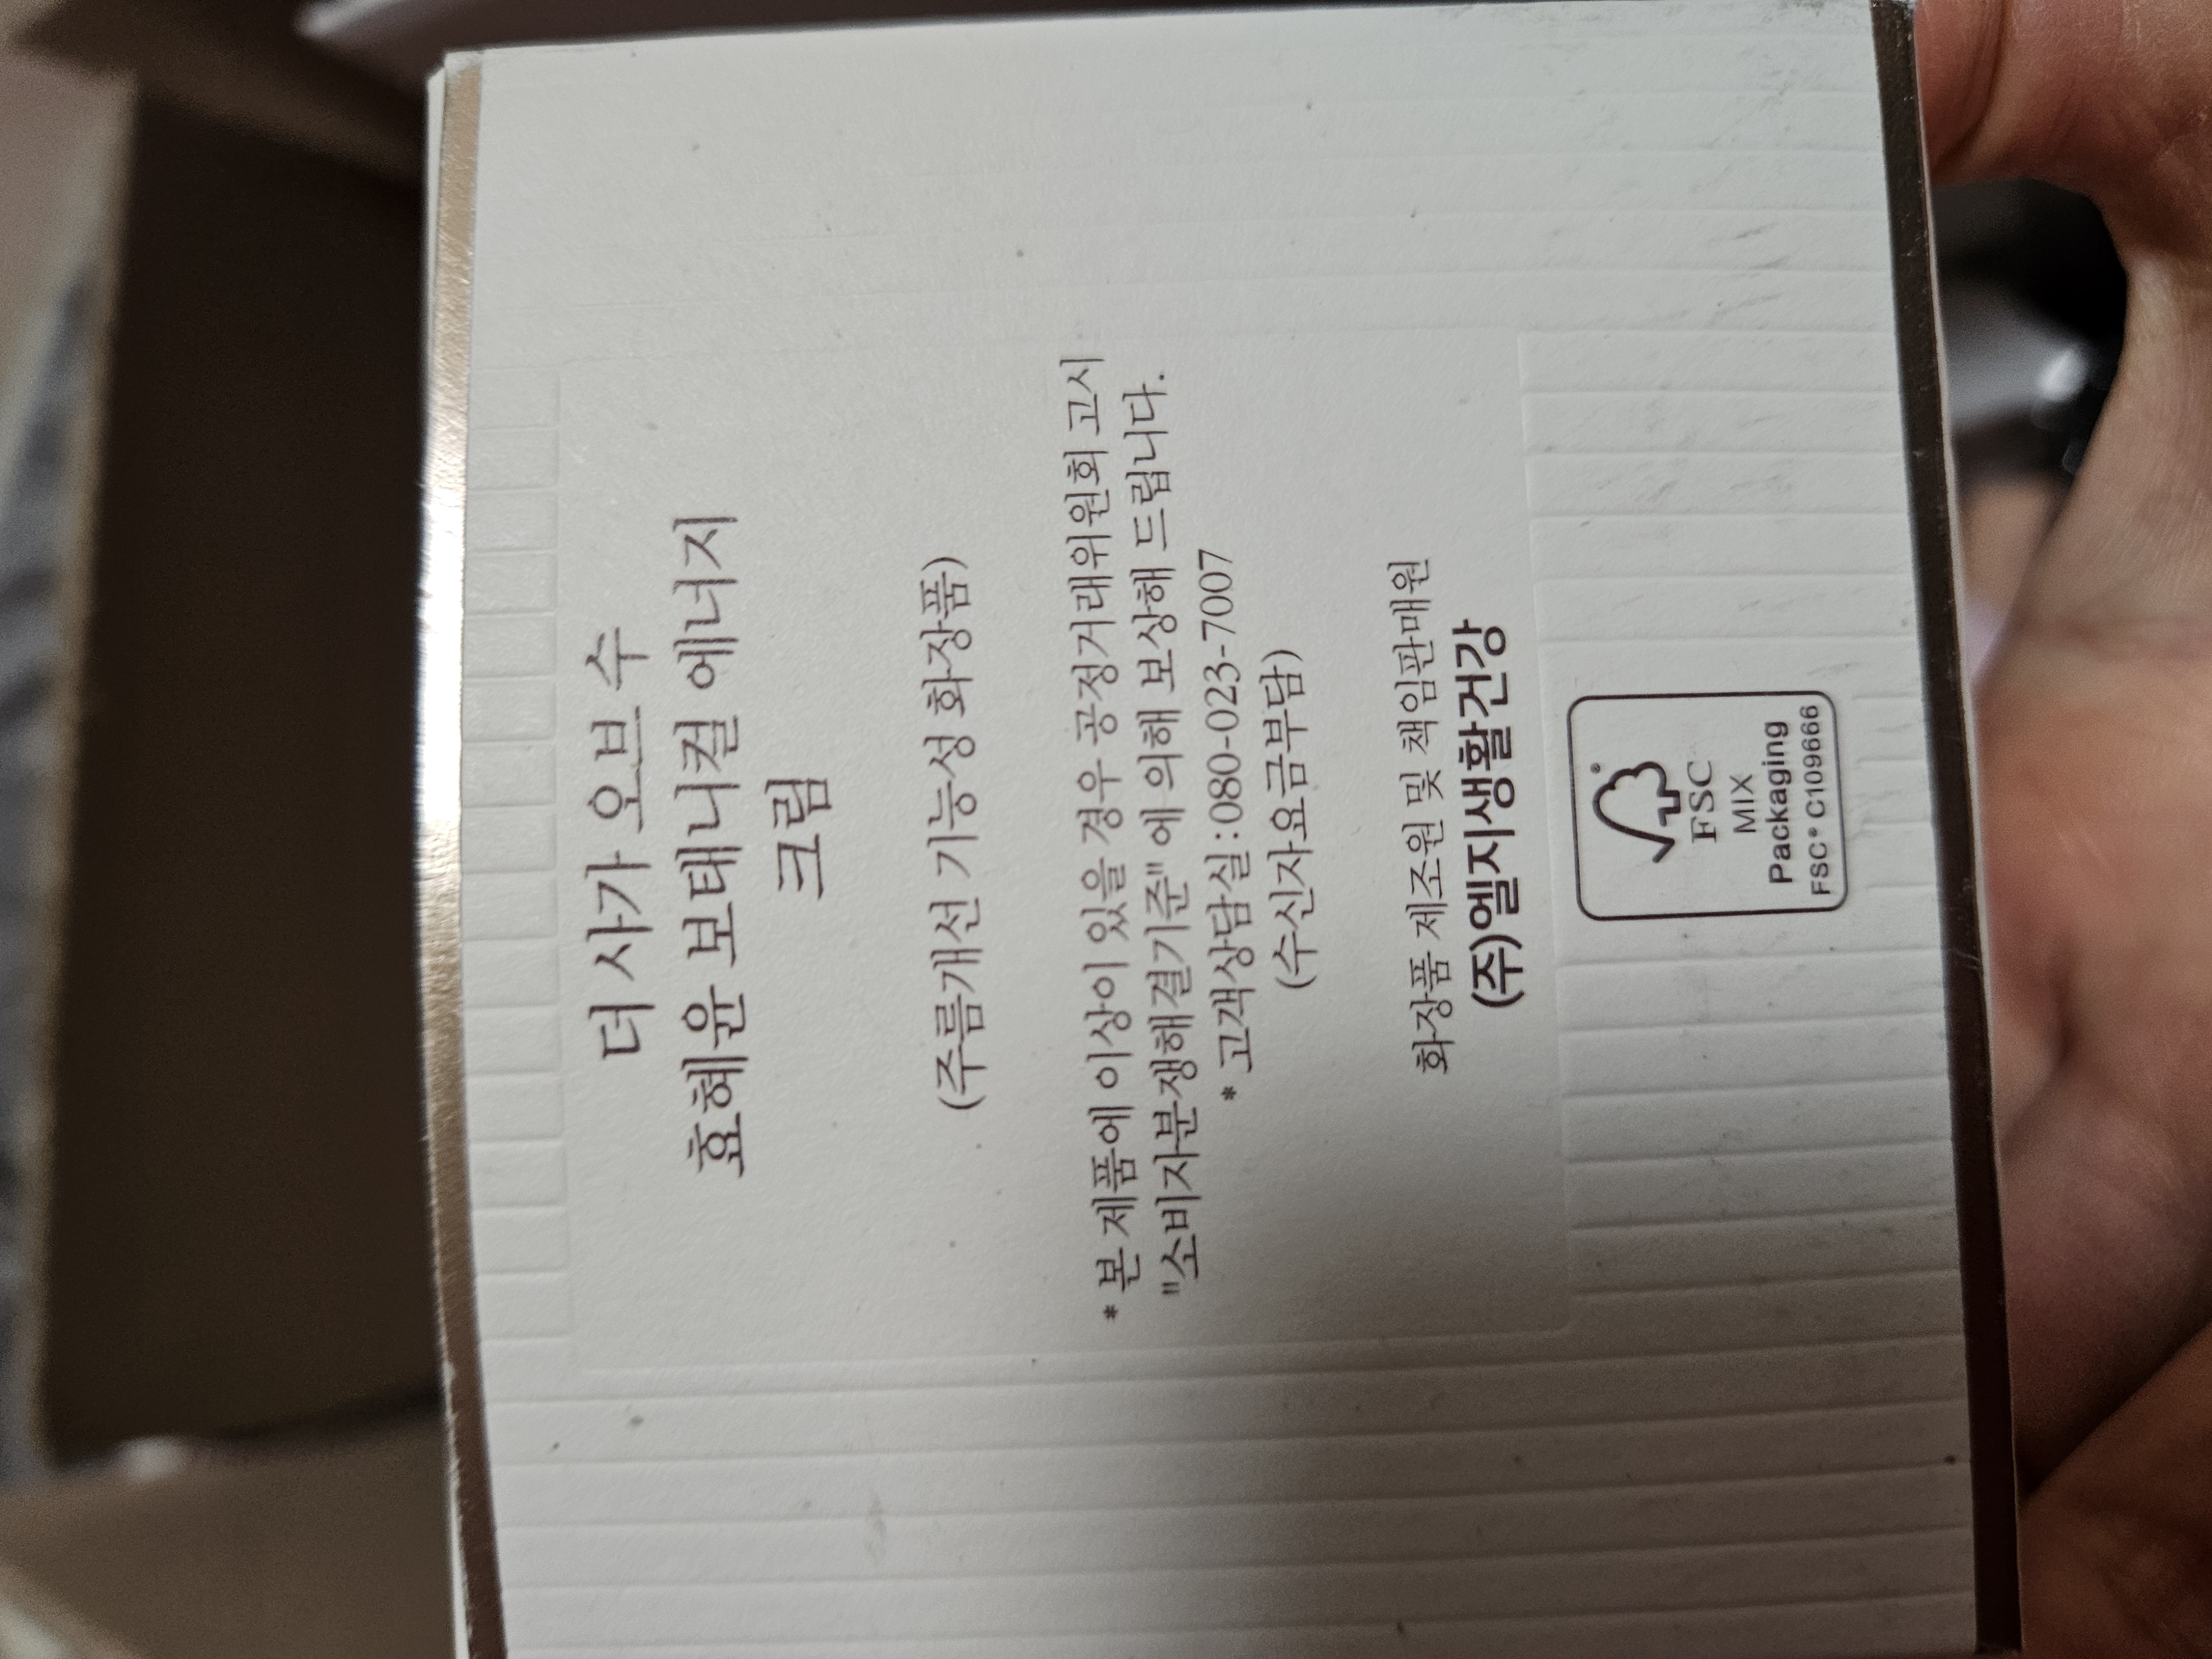 더 사가 오브 수
효혜윤 보태니컬 에너지
크림
(주름개선 기능성 화장품)
* 본 제품에 이상이 있을 경우 공정거래위원회 고시
"소비자분쟁해결기준"에 의해 보상해 드립니다.
* 고객상담실:080-023-7007
(수신자요금부담)
화장품 제조원 및 책임판매원
(주)엘지생활건강
FSC
MIX
Packaging
FSC® C109666